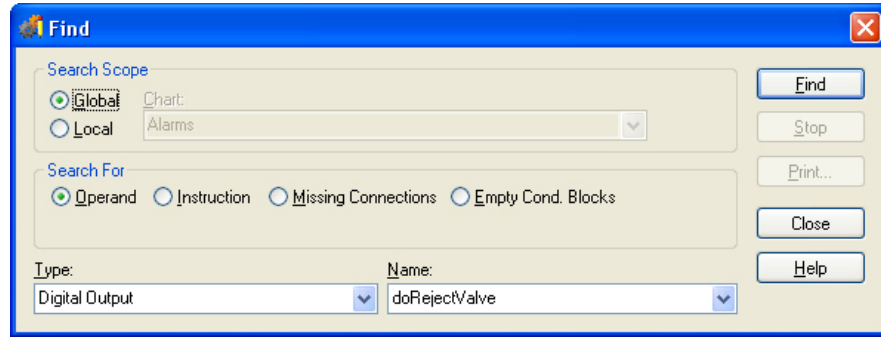 Find
Search Scope
Global
Chart:
Local
Alarms
Search For
Operand
Instruction
Missing Connections
Empty Cond. Blocks
Type:
Name:
Digital Output
doRejectValve
Find
Stop
Print...
Close
Help